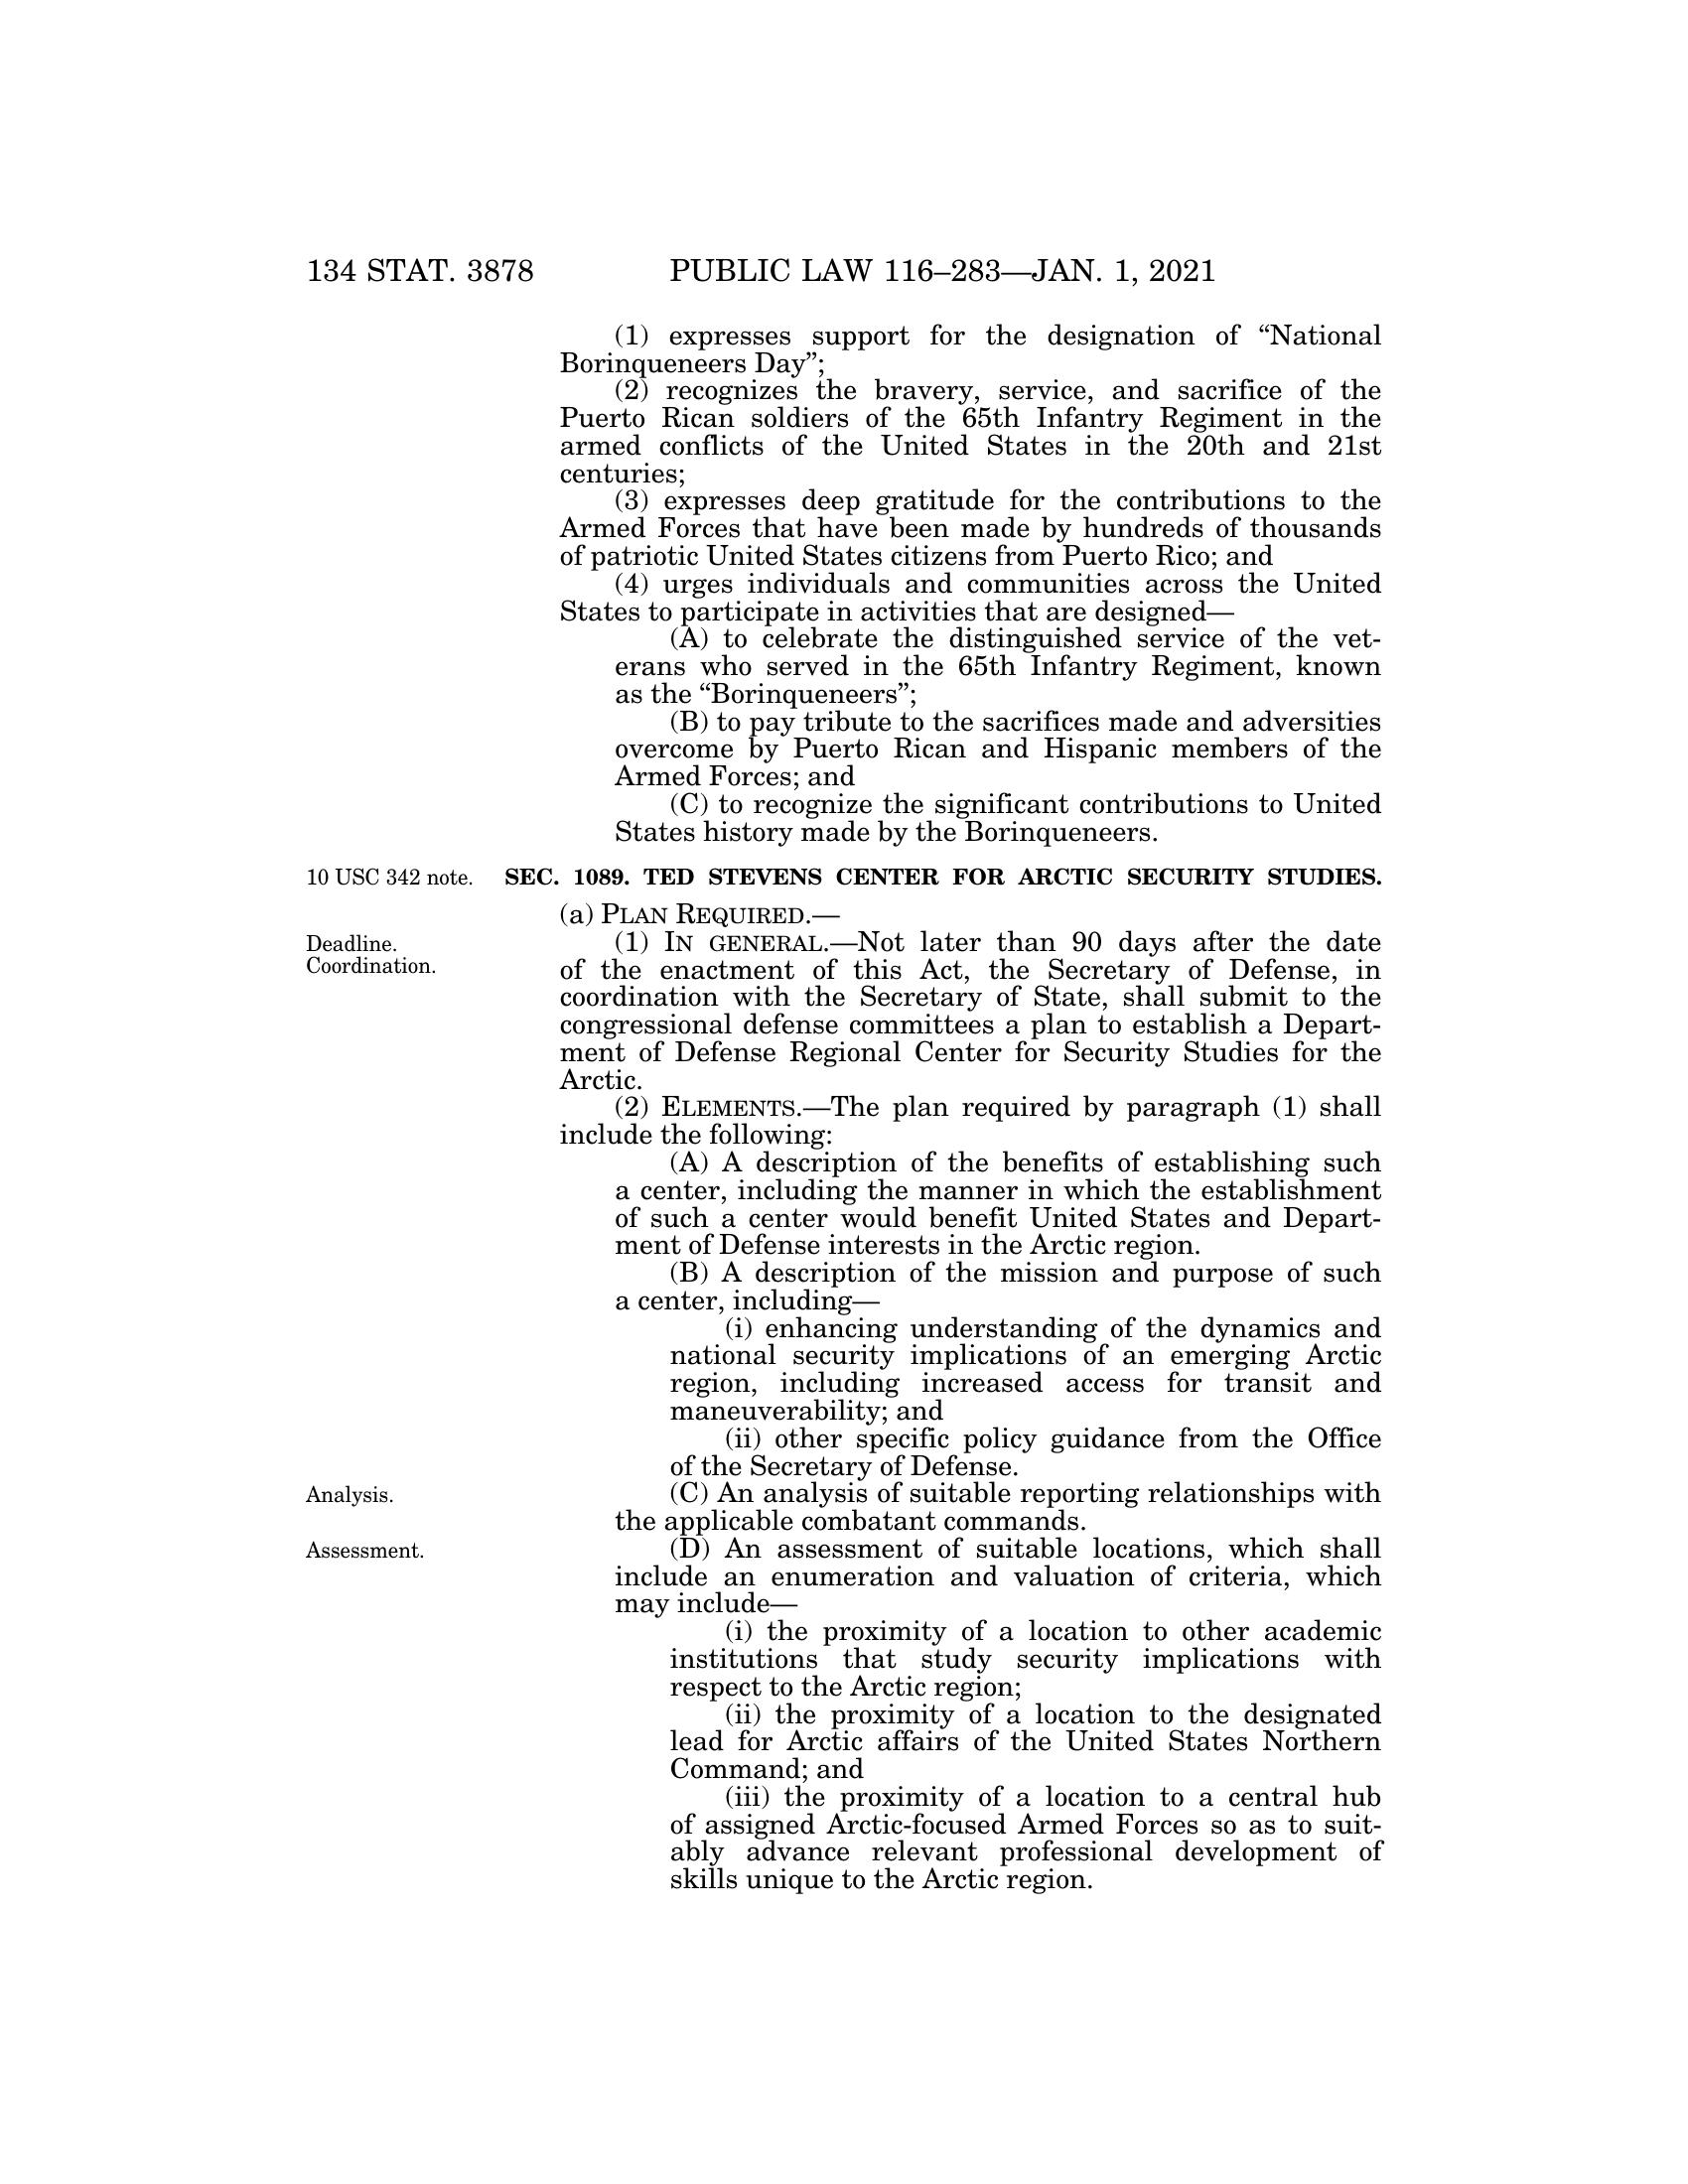 134 STAT. 3878 PUBLIC LAW 116–283—JAN. 1, 2021
(1) expresses support for the designation of “National
Borinqueneers Day”;
(2) recognizes the bravery, service, and sacrifice of the
Puerto Rican soldiers of the 65th Infantry Regiment in the
armed conflicts of the United States in the 20th and 21st
centuries;
(3) expresses deep gratitude for the contributions to the
Armed Forces that have been made by hundreds of thousands
of patriotic United States citizens from Puerto Rico; and
(4) urges individuals and communities across the United
States to participate in activities that are designed—
(A) to celebrate the distinguished service of the vet-
erans who served in the 65th Infantry Regiment, known
as the “Borinqueneers”;
(B) to pay tribute to the sacrifices made and adversities
overcome by Puerto Rican and Hispanic members of the
Armed Forces; and
(C) to recognize the significant contributions to United
States history made by the Borinqueneers.
10 USC 342 note. SEC. 1089. TED STEVENS CENTER FOR ARCTIC SECURITY STUDIES.
(a) PLAN REQUIRED.—
Deadline.
Coordination.
(1) IN GENERAL.—Not later than 90 days after the date
of the enactment of this Act, the Secretary of Defense, in
coordination with the Secretary of State, shall submit to the
congressional defense committees a plan to establish a Depart-
ment of Defense Regional Center for Security Studies for the
Arctic.
(2) ELEMENTS.—The plan required by paragraph (1) shall
include the following:
(A) A description of the benefits of establishing such
a center, including the manner in which the establishment
of such a center would benefit United States and Depart-
ment of Defense interests in the Arctic region.
(B) A description of the mission and purpose of such
a center, including—
(i) enhancing understanding of the dynamics and
national security implications of an emerging Arctic
region, including increased access for transit and
maneuverability; and
(ii) other specific policy guidance from the Office
of the Secretary of Defense.
Analysis.
(C) An analysis of suitable reporting relationships with
the applicable combatant commands.
Assessment.
(D) An assessment of suitable locations, which shall
include an enumeration and valuation of criteria, which
may include—
(i) the proximity of a location to other academic
institutions that study security implications with
respect to the Arctic region;
(ii) the proximity of a location to the designated
lead for Arctic affairs of the United States Northern
Command; and
(iii) the proximity of a location to a central hub
of assigned Arctic-focused Armed Forces so as to suit-
ably advance relevant professional development of
skills unique to the Arctic region.